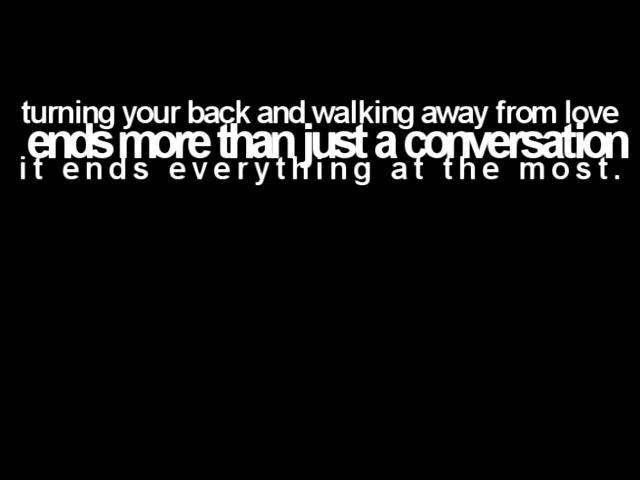 turning your back and walking away from love
ends more than just a conversation
it ends everything at the most.